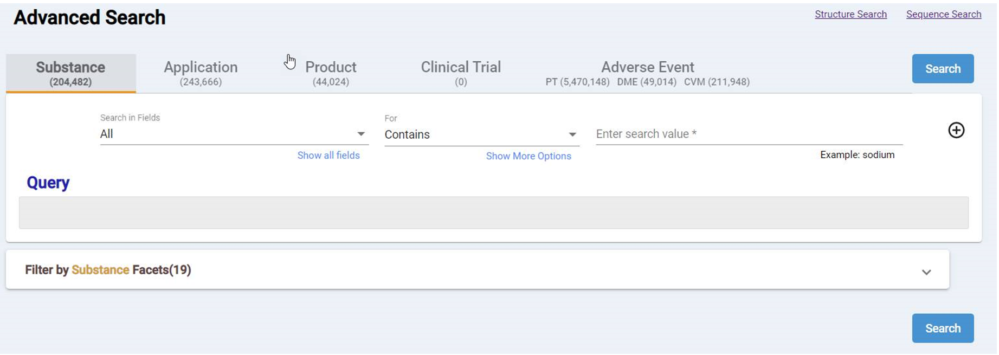 Advanced Search
Structure Search Sequence Search
Substance Application Product Clinical Trial Adverse Event
(204,482) (243,666) (44,024) (0) PT (5,470,148) DME (49,014) CVM (211,948)
Search
Search in Fields For
All Contains Enter search value *
Show all fields Show More Options Example: sodium
Query
Filter by Substance Facets(19)
Search